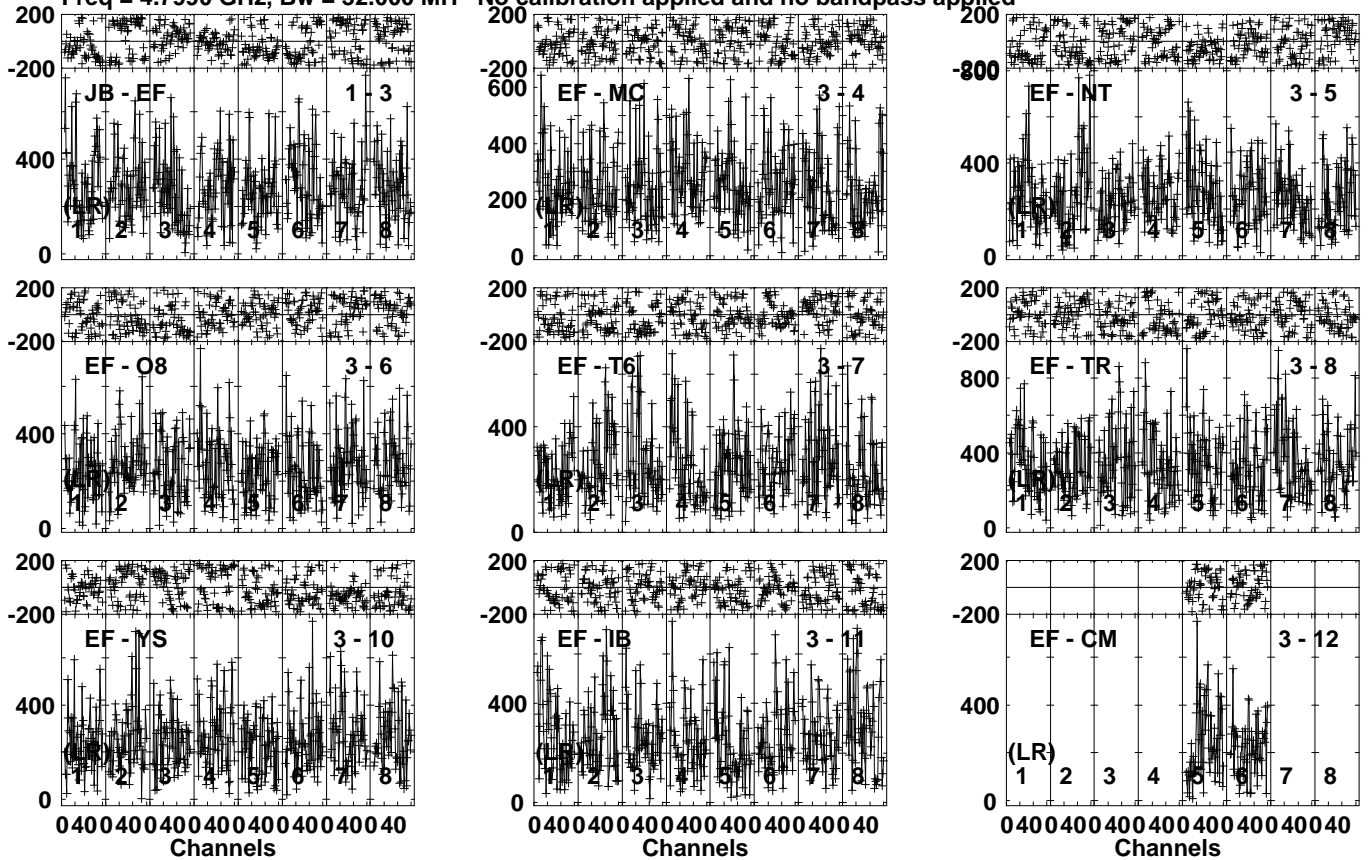 Freq = 4.7990 GHz, Bw = 32.000 MH No calibration applied and no bandpass applied
200
-200
JB - EF 1 - 3
400
(LR)
1 2 3 4 5 6 7 8
0
200
-200
600
EF - MC 3 - 4
400
200
(LR)
1 2 3 4 5 6 7 8
0
200
-200
800
EF - NT 3 - 5
400
(LR)
1 2 3 4 5 6 7 8
0
200
-200
EF - O8 3 - 6
400
(LR)
1 2 3 4 5 6 7 8
0
200
-200
EF - T6 3 - 7
400
(LR)
1 2 3 4 5 6 7 8
0
200
-200
EF - TR 3 - 8
800
400
(LR)
1 2 3 4 5 6 7 8
0
200
-200
EF - YS 3 - 10
400
(LR)
1 2 3 4 5 6 7 8
0
0 40 0 40 0 40 0 40 0 40 0 40 0 40 0 40
Channels
200
-200
EF - IB 3 - 11
400
(LR)
1 2 3 4 5 6 7 8
0
0 40 0 40 0 40 0 40 0 40 0 40 0 40 0 40
Channels
200
-200
EF - CM 3 - 12
400
(LR)
1 2 3 4 5 6 7 8
0
0 40 0 40 0 40 0 40 0 40 0 40 0 40 0 40
Channels